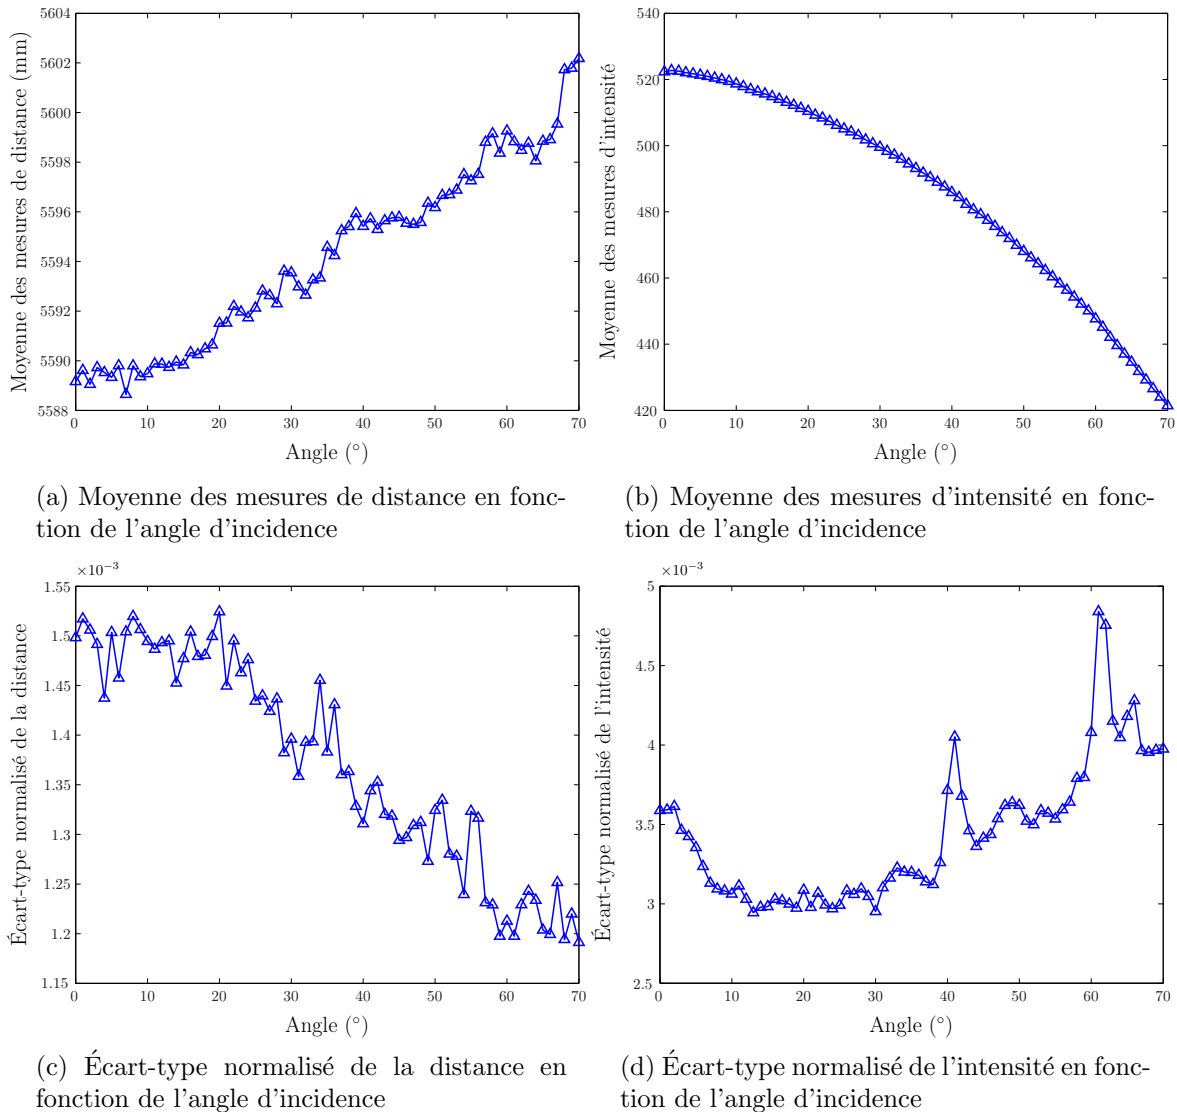 5604
5602
5600
5598
5596
5594
5592
5590
5588
Moyenne des mesures de distance (mm)
0 10 20 30 40 50 60 70
Angle (°)
(a) Moyenne des mesures de distance en fonc-
tion de l'angle d'incidence
540
520
500
480
460
440
420
Moyenne des mesures d'intensité
0 10 20 30 40 50 60 70
Angle (°)
(b) Moyenne des mesures d'intensité en fonc-
tion de l'angle d'incidence
×10⁻³
1.55
1.5
1.45
1.4
1.35
1.3
1.25
1.2
1.15
Écart-type normalisé de la distance
0 10 20 30 40 50 60 70
Angle (°)
(c) Écart-type normalisé de la distance en
fonction de l'angle d'incidence
×10⁻³
5
4.5
4
3.5
3
2.5
Écart-type normalisé de l'intensité
0 10 20 30 40 50 60 70
Angle (°)
(d) Écart-type normalisé de l'intensité en fonc-
tion de l'angle d'incidence